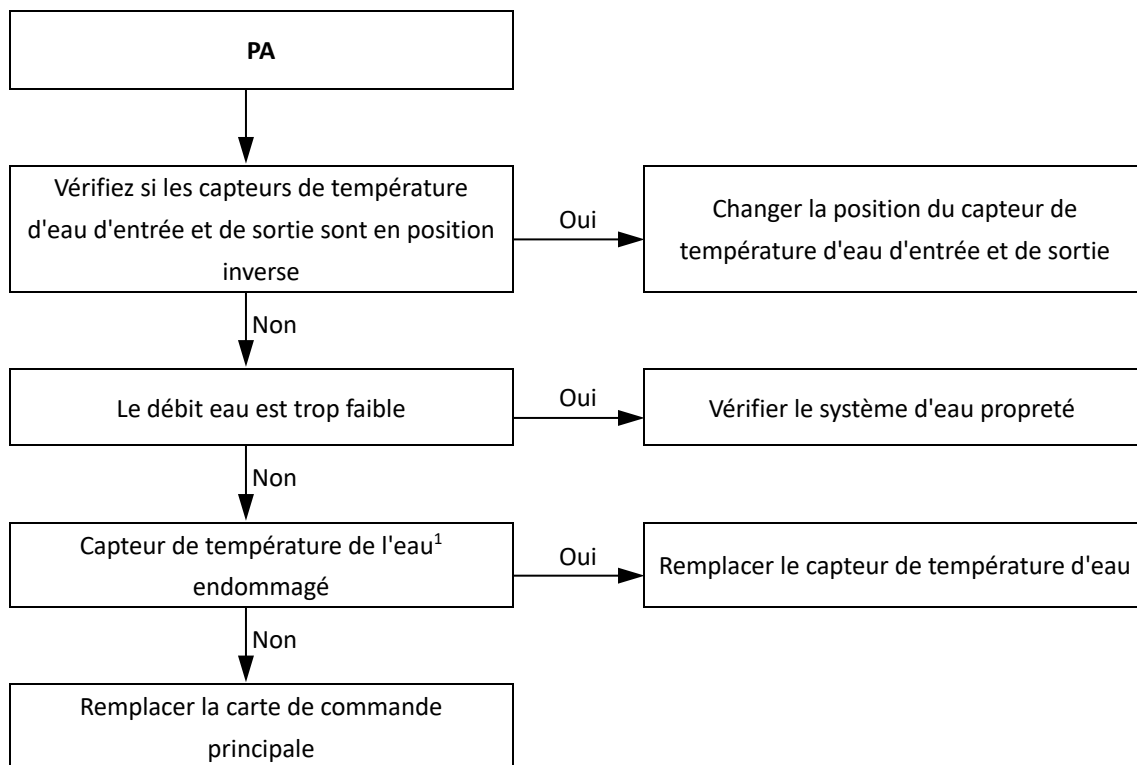 PA
Vérifiez si les capteurs de température
d'eau d'entrée et de sortie sont en position
inverse
Oui
Changer la position du capteur de
température d'eau d'entrée et de sortie
Non
Le débit eau est trop faible
Oui
Vérifier le système d'eau propreté
Non
Capteur de température de l'eau¹
endommagé
Oui
Remplacer le capteur de température d'eau
Non
Remplacer la carte de commande
principale